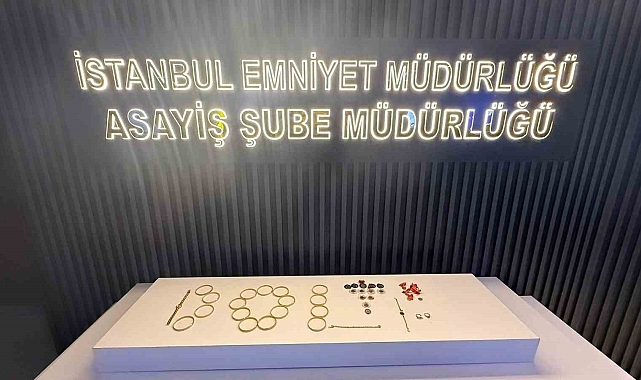 İSTANBUL EMNİYET MÜDÜRLÜĞÜ
ASAYİŞ ŞUBE MÜDÜRLÜĞÜ